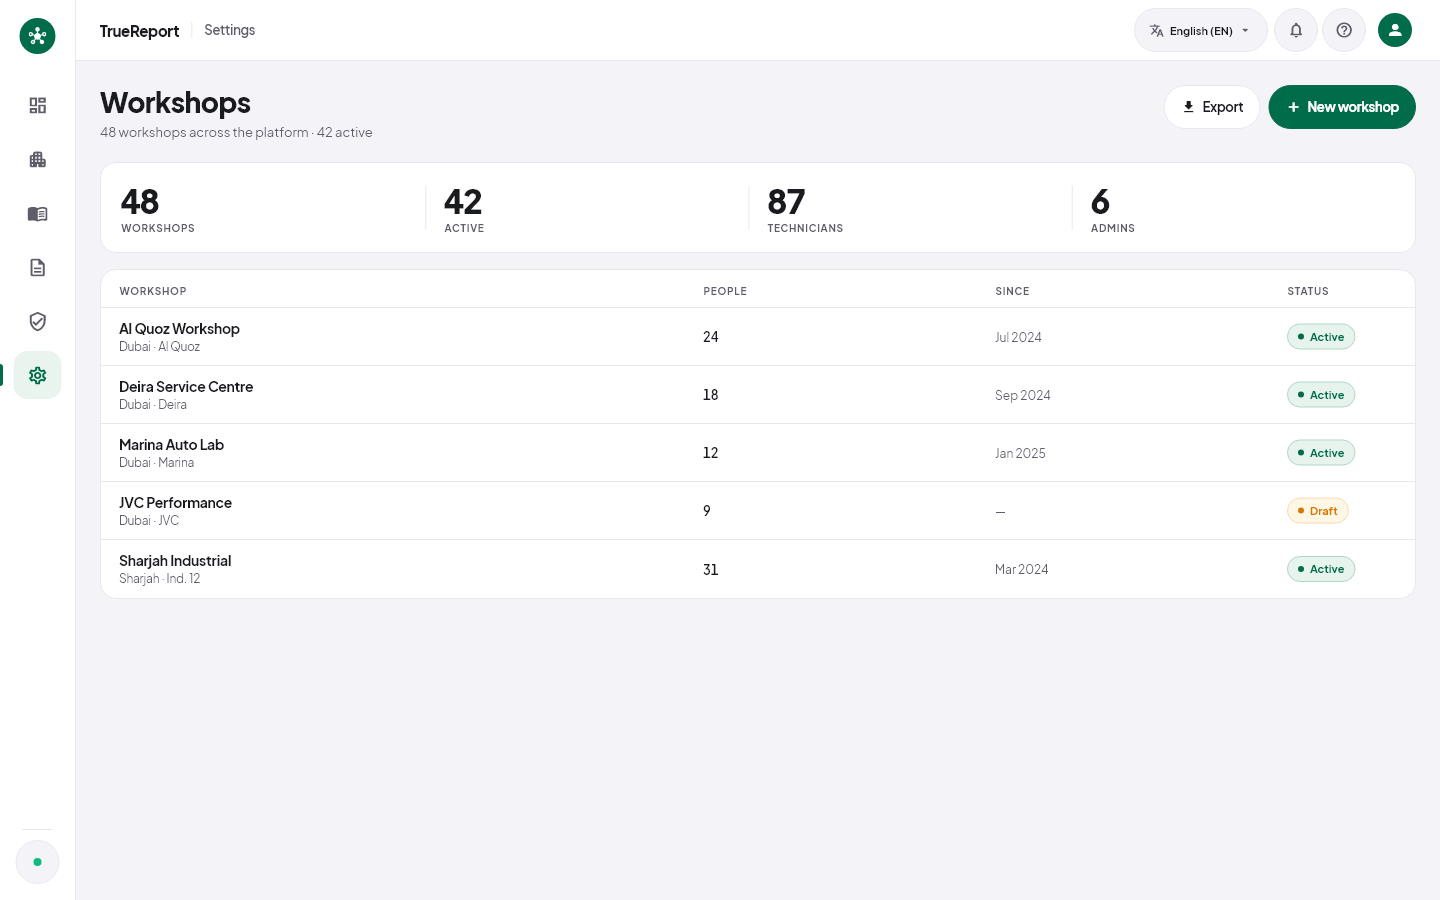 TrueReport
Settings
English (EN)
Workshops
48 workshops across the platform · 42 active
Export
New workshop
48
WORKSHOPS
42
ACTIVE
87
TECHNICIANS
6
ADMINS
WORKSHOP PEOPLE SINCE STATUS
Al Quoz Workshop
Dubai · Al Quoz
24
Jul 2024
Active
Deira Service Centre
Dubai · Deira
18
Sep 2024
Active
Marina Auto Lab
Dubai · Marina
12
Jan 2025
Active
JVC Performance
Dubai · JVC
9
—
Draft
Sharjah Industrial
Sharjah · Ind. 12
31
Mar 2024
Active